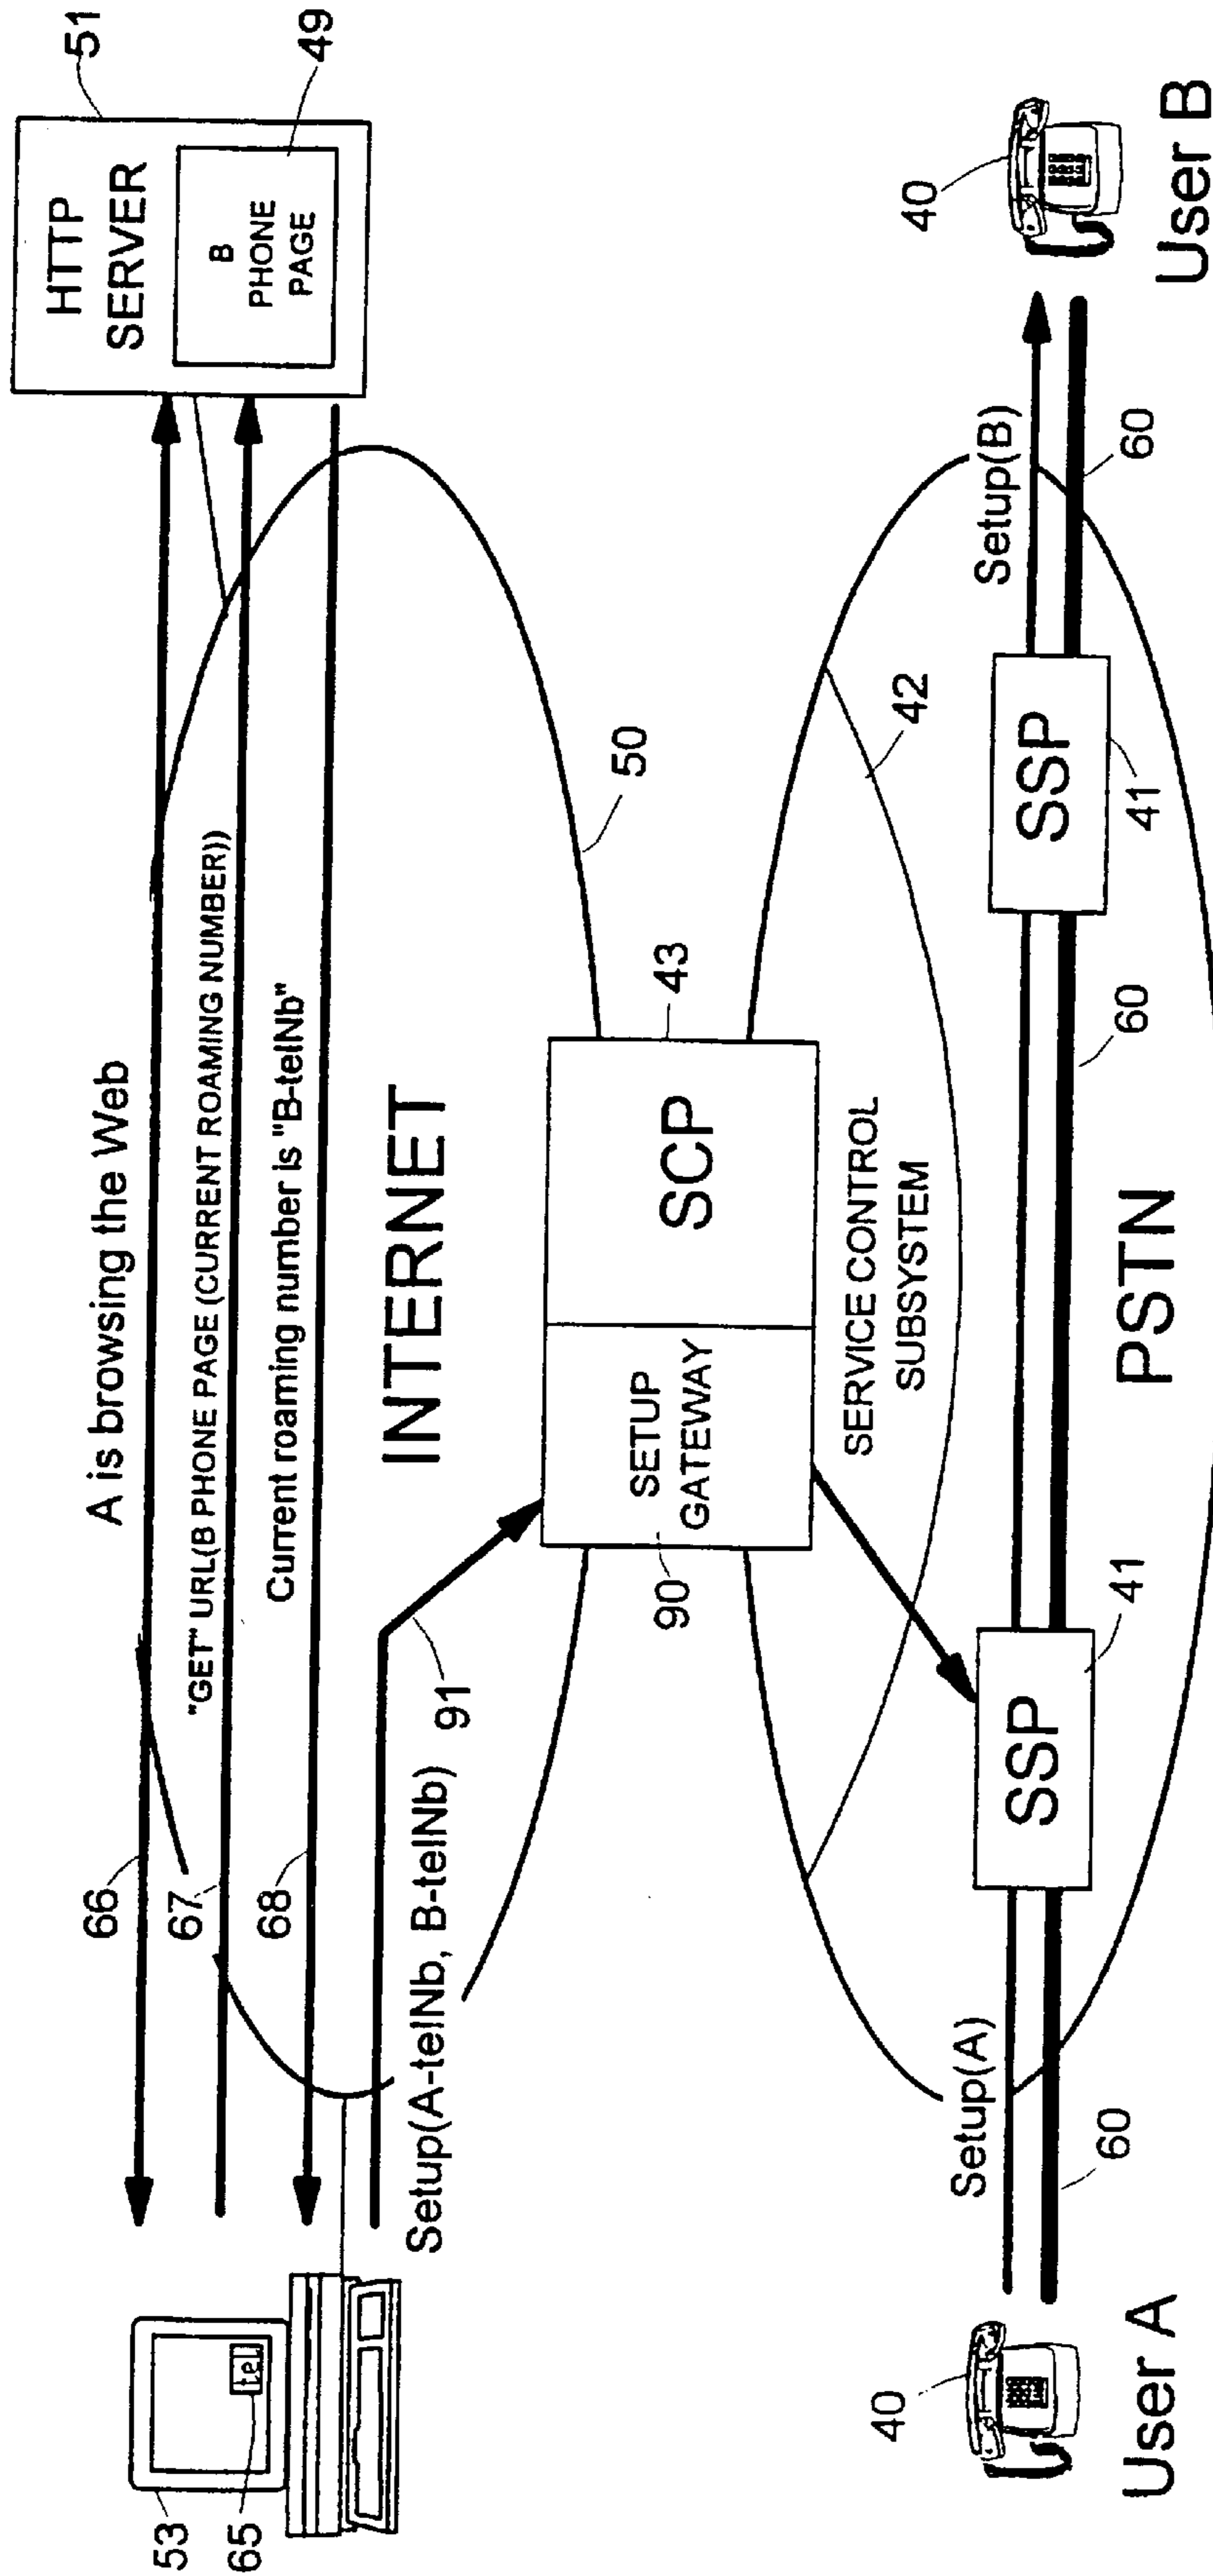 A is browsing the Web
66
"GET" URL(B PHONE PAGE (CURRENT ROAMING NUMBER))
67
Current roaming number is "B-telNb"
68
HTTP
SERVER
51
B
PHONE
PAGE
49
53
65
tel
INTERNET
91
Setup(A-telNb, B-telNb)
50
SETUP
GATEWAY
90
SCP
43
SERVICE CONTROL
SUBSYSTEM
42
Setup(A)
Setup(B)
40
40
SSP
41
SSP
41
60
60
60
User A
PSTN
User B